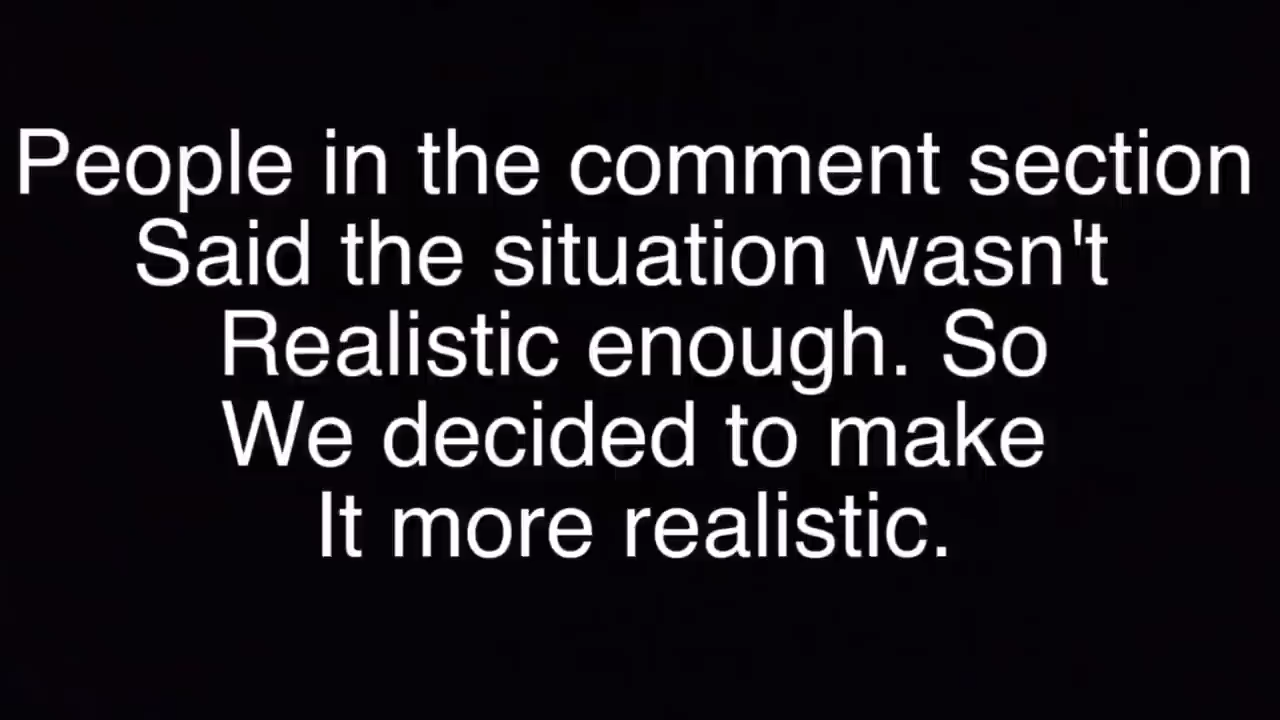 People in the comment section
Said the situation wasn't
Realistic enough. So
We decided to make
It more realistic.